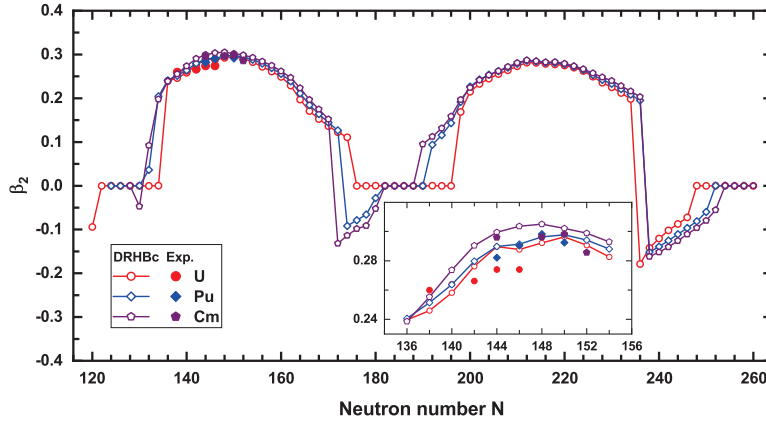 0.4
0.3
0.2
0.1
0.0
-0.1
-0.2
-0.3
-0.4
β2
DRHBc Exp.
U
Pu
Cm
0.28
0.24
136 140 144 148 152 156
120 140 160 180 200 220 240 260
Neutron number N